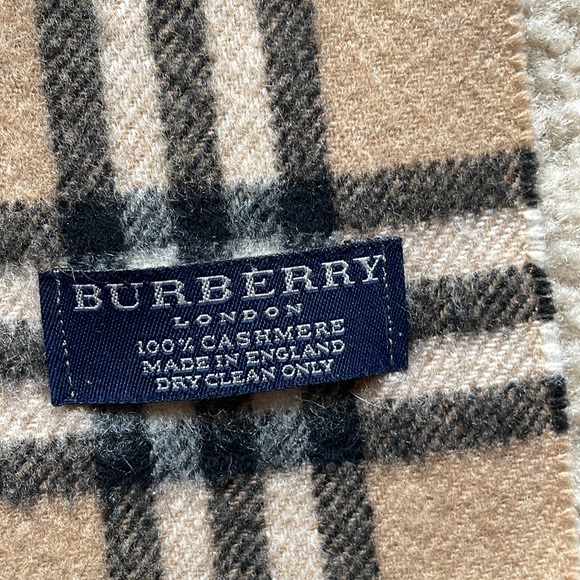 BURBERRY
LONDON
100% CASHMERE
MADE IN ENGLAND
DRY CLEAN ONLY